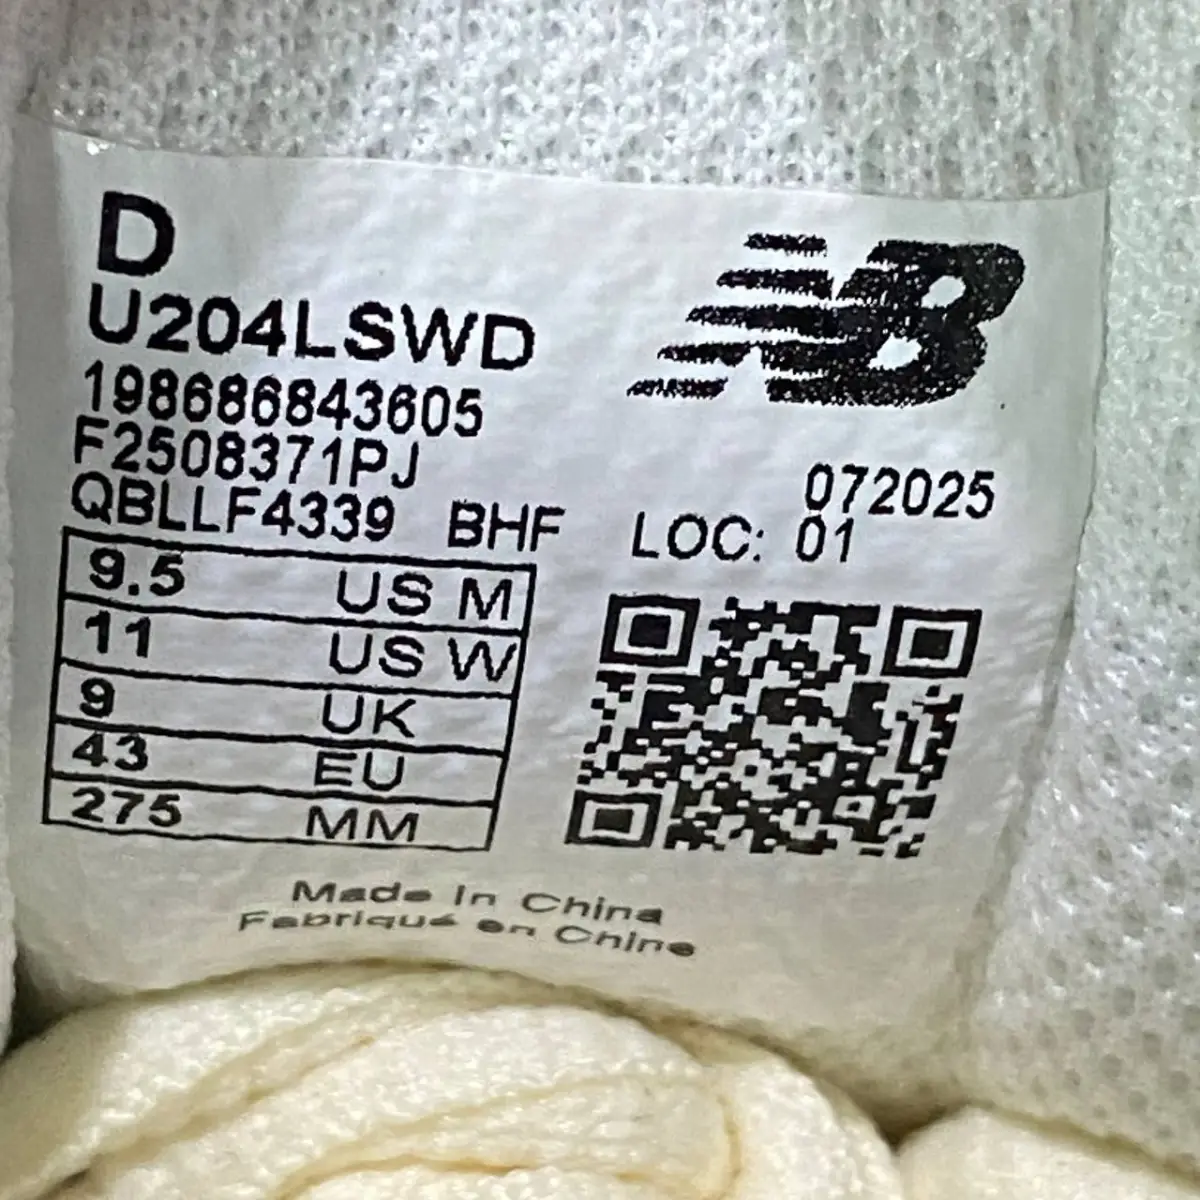 D
NB
U204LSWD
198686843605
F2508371PJ
072025
QBLLF4339 BHF LOC: 01
9.5 US M
11 US W
9 UK
43 EU
275 MM
Made In China
Fabriqué en Chine